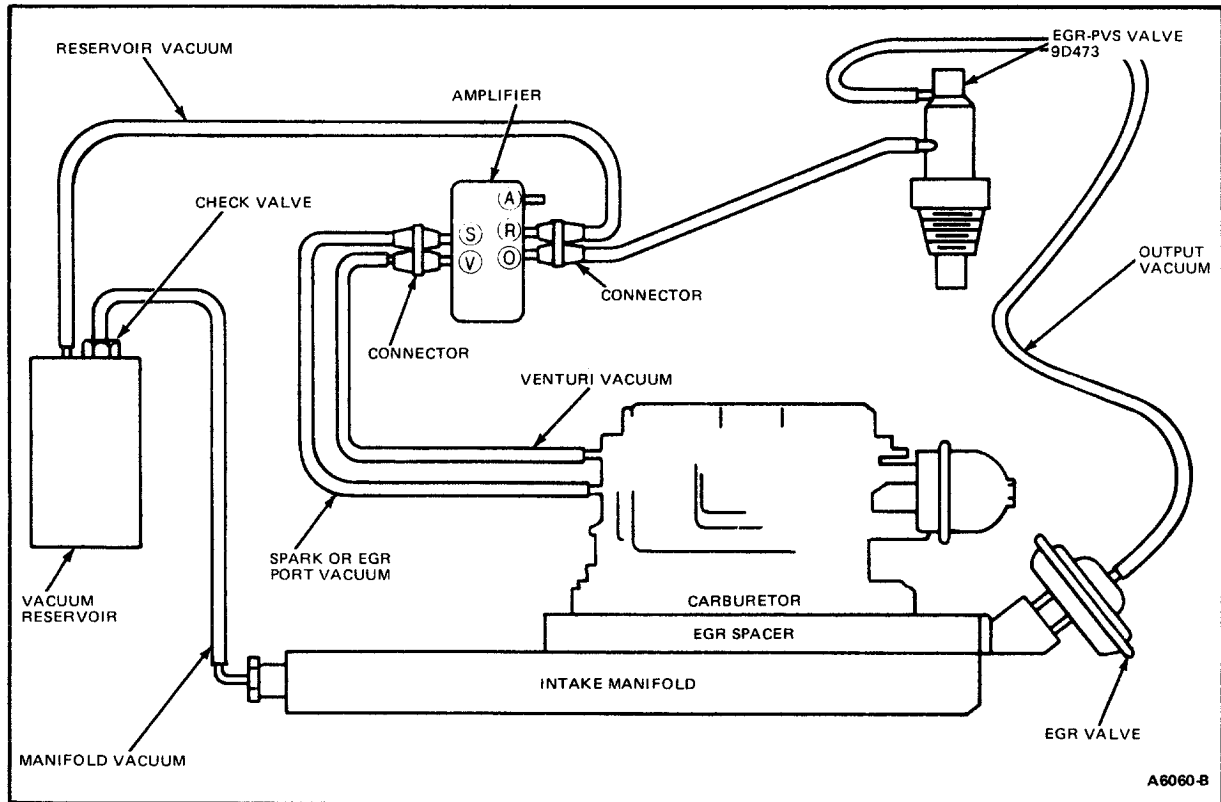 RESERVOIR VACUUM
EGR-PVS VALVE
9D473
AMPLIFIER
CHECK VALVE
A
S
R
V
O
OUTPUT
VACUUM
CONNECTOR
CONNECTOR
VENTURI VACUUM
SPARK OR EGR
PORT VACUUM
VACUUM
RESERVOIR
CARBURETOR
EGR SPACER
INTAKE MANIFOLD
EGR VALVE
MANIFOLD VACUUM
A6060-B